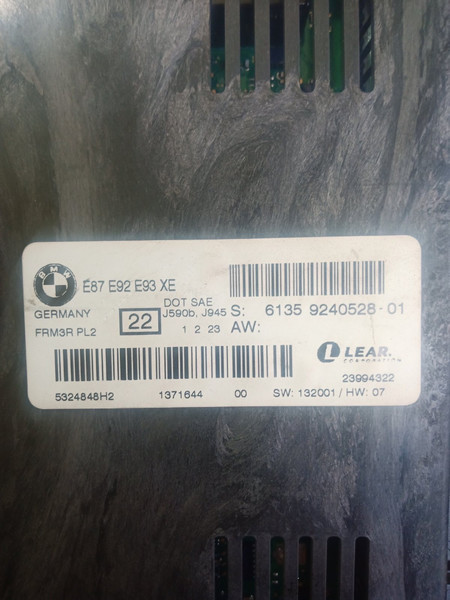 BMW
E87 E92 E93 XE
GERMANY
FRM3R PL2
22
DOT SAE
J590b, J945
1 2 23
S: 6135 9240528-01
AW:
L LEAR.
CORPORATION
23994322
5324848H2 1371644 00 SW: 132001 / HW: 07